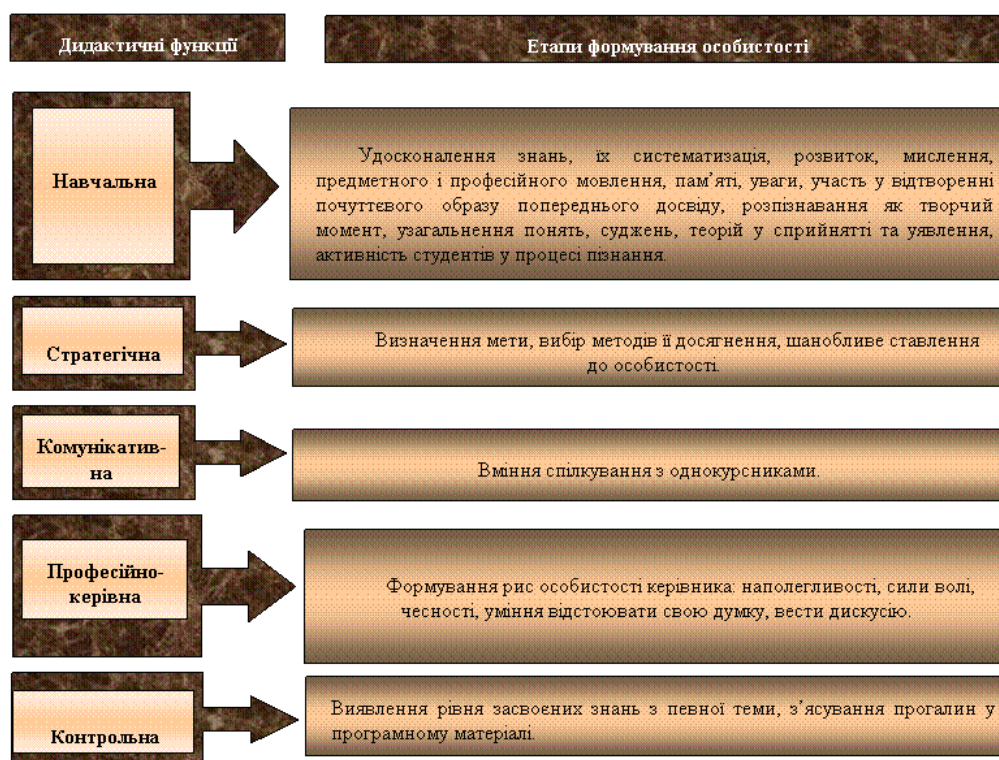 Дидактичні функції
Етапи формування особистості
Навчальна
Удосконалення знань, їх систематизація, розвиток, мислення,
предметного і професійного мовлення, пам’яті, уваги, участь у відтворенні
почуттєвого образу попереднього досвіду, розпізнавання як творчий
момент, узагальнення понять, суджень, теорій у сприйнятті та уявлення,
активність студентів у процесі пізнання.
Стратегічна
Визначення мети, вибір методів її досягнення, шанобливе ставлення
до особистості.
Комунікатив-
на
Вміння спілкування з однокурсниками.
Професійно-
керівна
Формування рис особистості керівника: наполегливості, сили волі,
чесності, уміння відстоювати свою думку, вести дискусію.
Контрольна
Виявлення рівня засвоєних знань з певної теми, з’ясування прогалин у
програмному матеріалі.